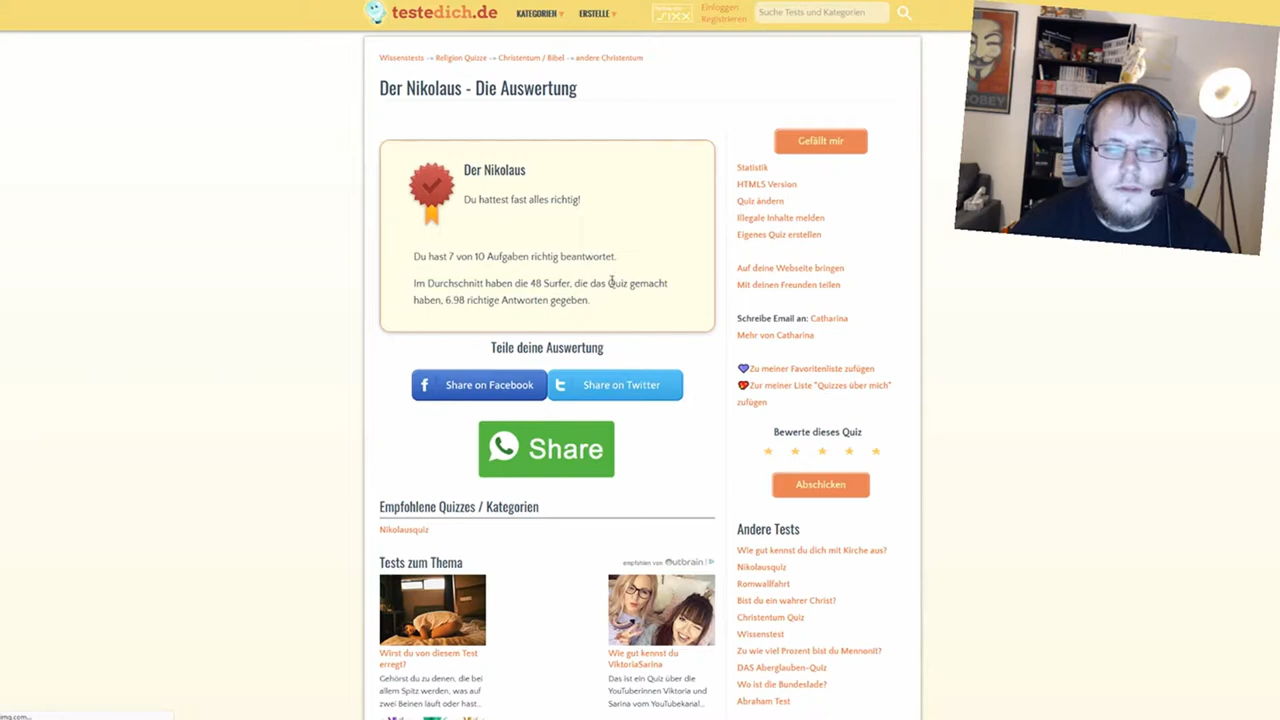 testedich.de
KATEGORIEN
ERSTELLE
sixx
Einloggen
Registrieren
Suche Tests und Kategorien
Wissenstests -> Religion Quizze -> Christentum / Bibel -> andere Christentum
Der Nikolaus - Die Auswertung
Der Nikolaus
Du hattest fast alles richtig!
Du hast 7 von 10 Aufgaben richtig beantwortet.
Im Durchschnitt haben die 48 Surfer, die das Quiz gemacht
haben, 6.98 richtige Antworten gegeben.
Teile deine Auswertung
Share on Facebook
Share on Twitter
Share
Empfohlene Quizzes / Kategorien
Nikolausquiz
Tests zum Thema
empfohlen von Outbrain
Wirst du von diesem Test
erregt?
Gehörst du zu denen, die bei
allem Spitz werden, was auf
zwei Beinen läuft oder hast..
Wie gut kennst du
ViktoriaSarina
Das ist ein Quiz über die
YouTuberinnen Viktoria und
Sarina vom YouTubekanal...
Gefällt mir
Statistik
HTML5 Version
Quiz ändern
Illegale Inhalte melden
Eigenes Quiz erstellen
Auf deine Webseite bringen
Mit deinen Freunden teilen
Schreibe Email an: Catharina
Mehr von Catharina
Zu meiner Favoritenliste zufügen
Zur meiner Liste "Quizzes über mich"
zufügen
Bewerte dieses Quiz
Abschicken
Andere Tests
Wie gut kennst du dich mit Kirche aus?
Nikolausquiz
Romwallfahrt
Bist du ein wahrer Christ?
Christentum Quiz
Wissenstest
Zu wie viel Prozent bist du Mennonit?
DAS Aberglauben-Quiz
Wo ist die Bundeslade?
Abraham Test
OBEY